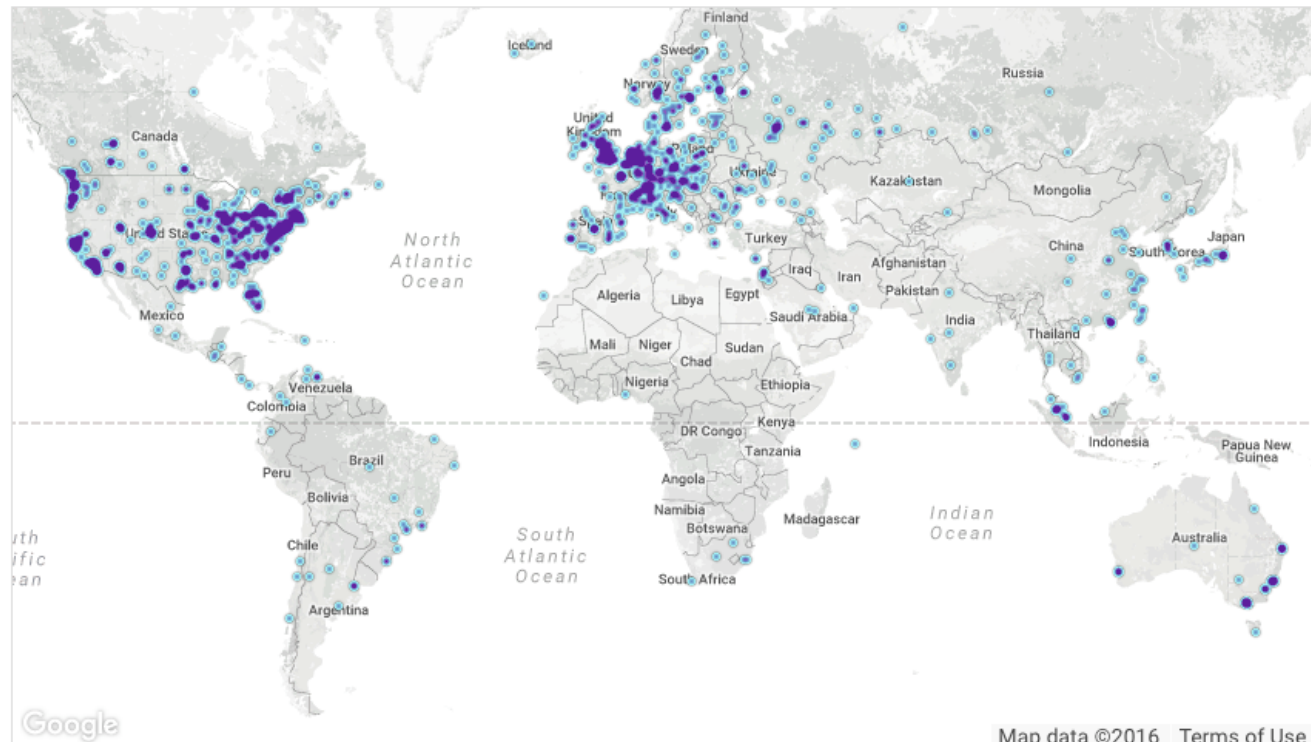 Finland
Iceland
Sweden
Norway
Russia
United
Kingdom
Canada
Poland
Ukraine
Kazakhstan
Mongolia
Spain
United States
North
Atlantic
Ocean
Turkey
China
South Korea
Japan
Iraq
Iran
Afghanistan
Pakistan
Algeria
Libya
Egypt
Saudi Arabia
Mexico
India
Thailand
Mali
Niger
Chad
Sudan
Nigeria
Ethiopia
Venezuela
Colombia
DR Congo
Kenya
Tanzania
Indonesia
Papua New
Guinea
Peru
Brazil
Angola
Bolivia
Namibia
Botswana
Madagascar
Indian
Ocean
South
Atlantic
Ocean
uth
ific
ean
Chile
Australia
South Africa
Argentina
Google
Map data ©2016 Terms of Use